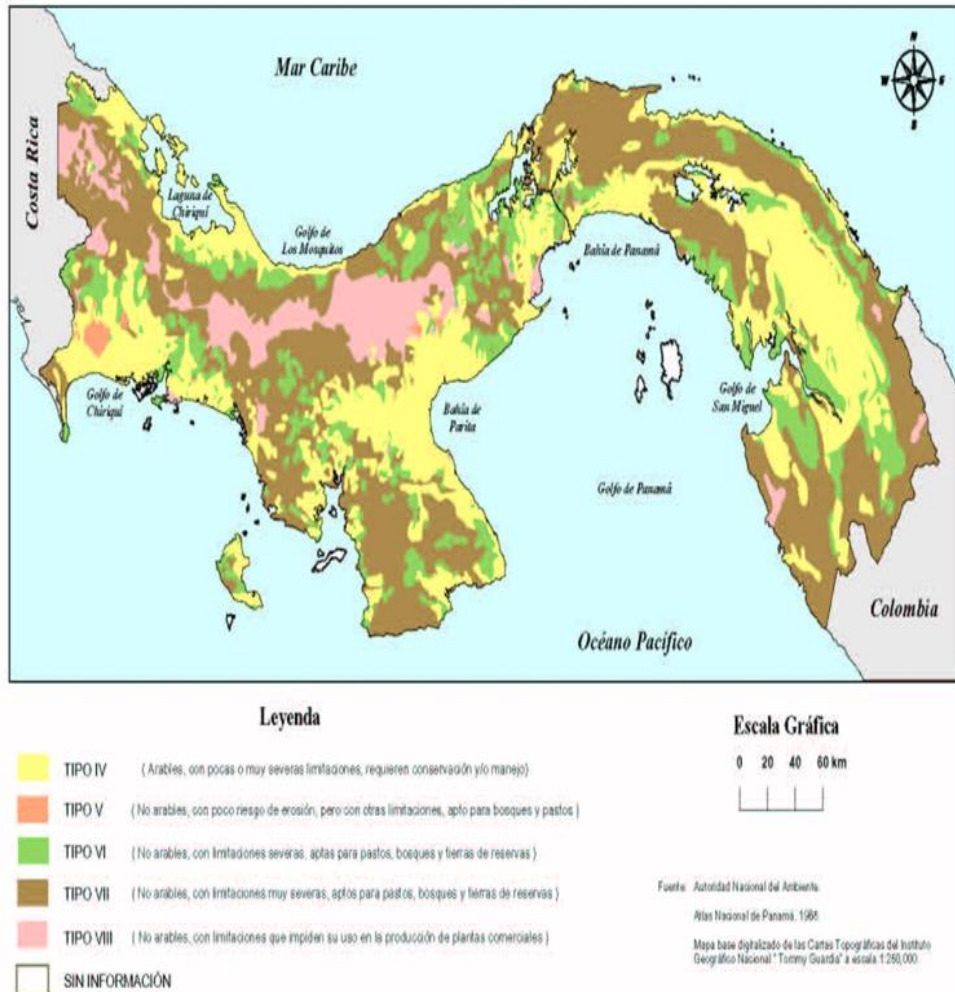 Mar Caribe
N
W
E
S
Costa Rica
Laguna de
Chiriquí
Golfo de
Los Mosquitos
Bahía de Panamá
Golfo de
Chiriquí
Bahía de
Parita
Golfo de
San Miguel
Golfo de Panamá
Colombia
Océano Pacífico
Leyenda
TIPO IV ( Arables, con pocas o muy severas limitaciones, requieren conservación y/o manejo)
TIPO V ( No arables, con poco riesgo de erosión, pero con otras limitaciones, apto para bosques y pastos )
TIPO VI ( No arables, con limitaciones severas, aptas para pastos, bosques y tierras de reservas )
TIPO VII ( No arables, con limitaciones muy severas, aptos para pastos, bosques y tierras de reservas )
TIPO VIII ( No arables, con limitaciones que impiden su uso en la producción de plantas comerciales )
SIN INFORMACIÓN
Escala Gráfica
0 20 40 60 km
Fuente: Autoridad Nacional del Ambiente.
Atlas Nacional de Panamá.
Mapa base digitalizado de las Cartas Topográficas del Instituto
Geográfico Nacional " Tommy Guardia" a escala 1:250,000.